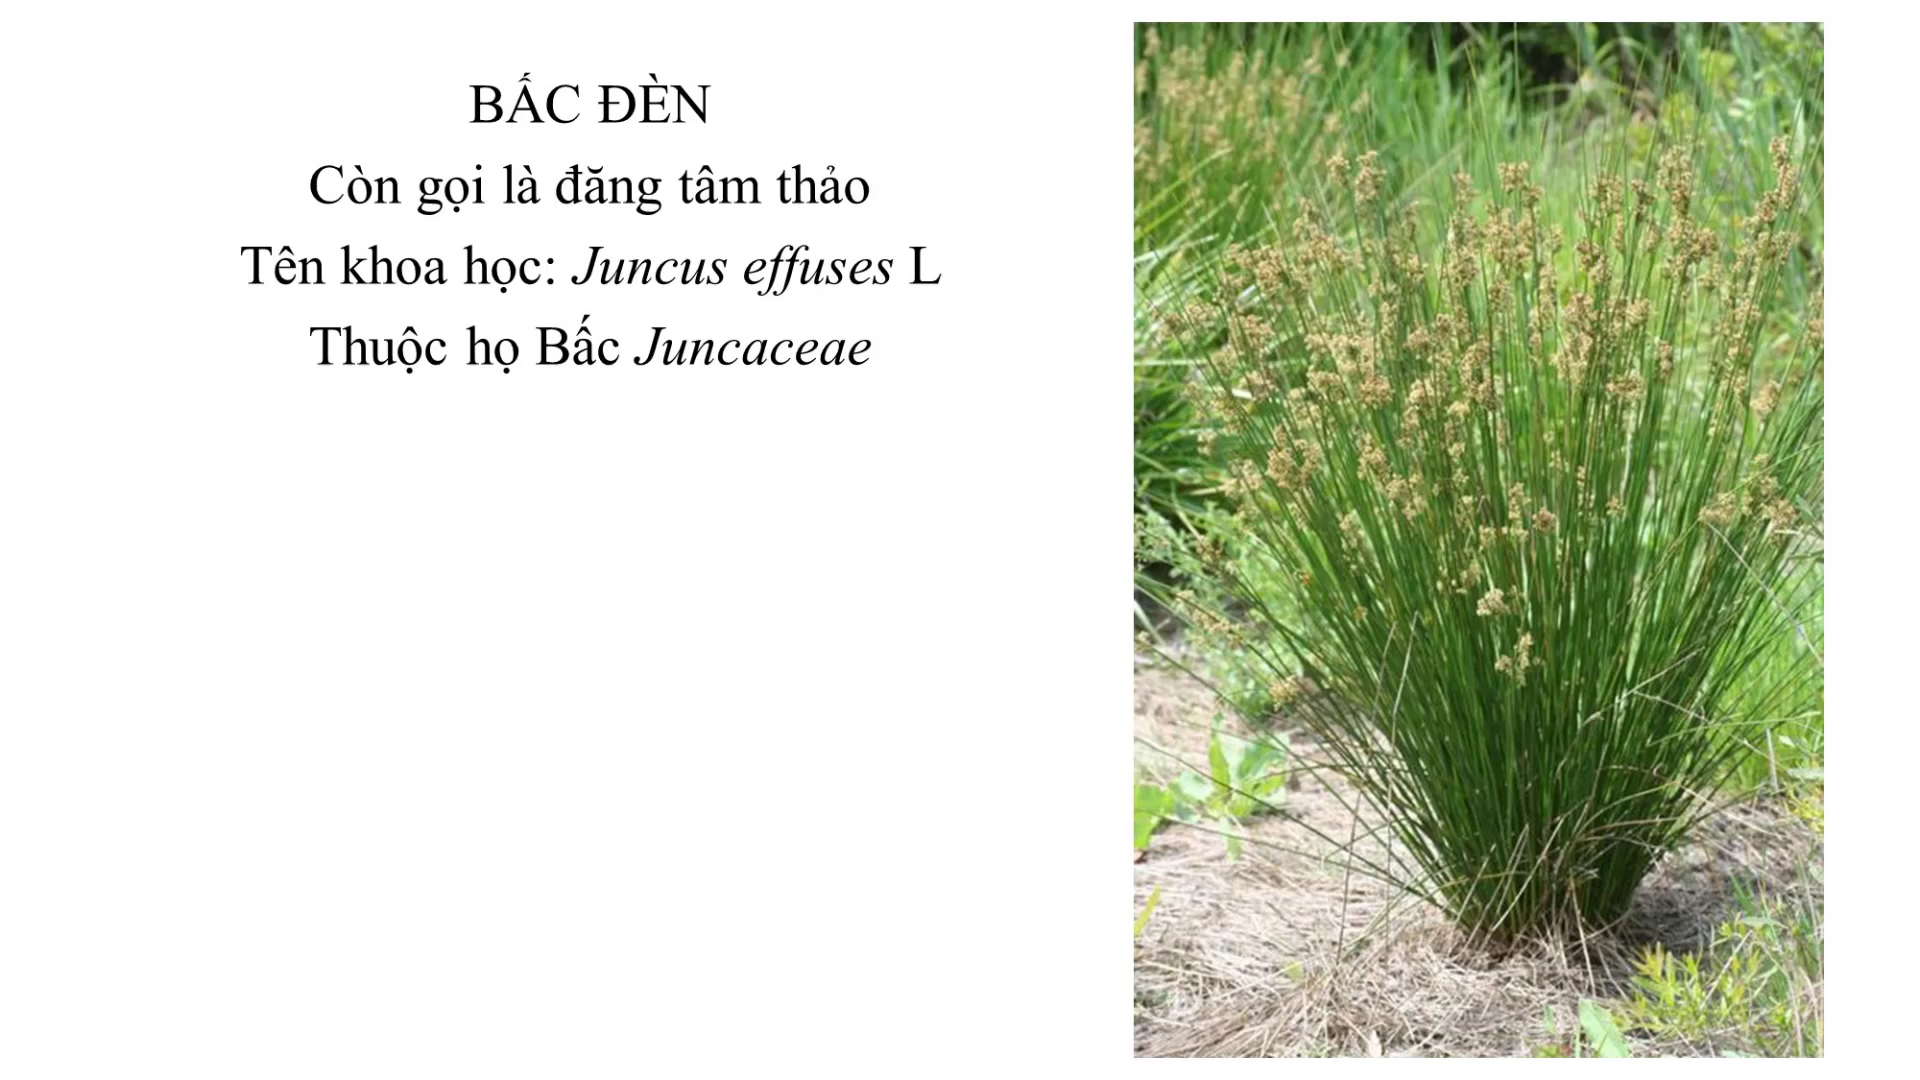 BẤC ĐÈN
Còn gọi là đăng tâm thảo
Tên khoa học: Juncus effuses L
Thuộc họ Bấc Juncaceae